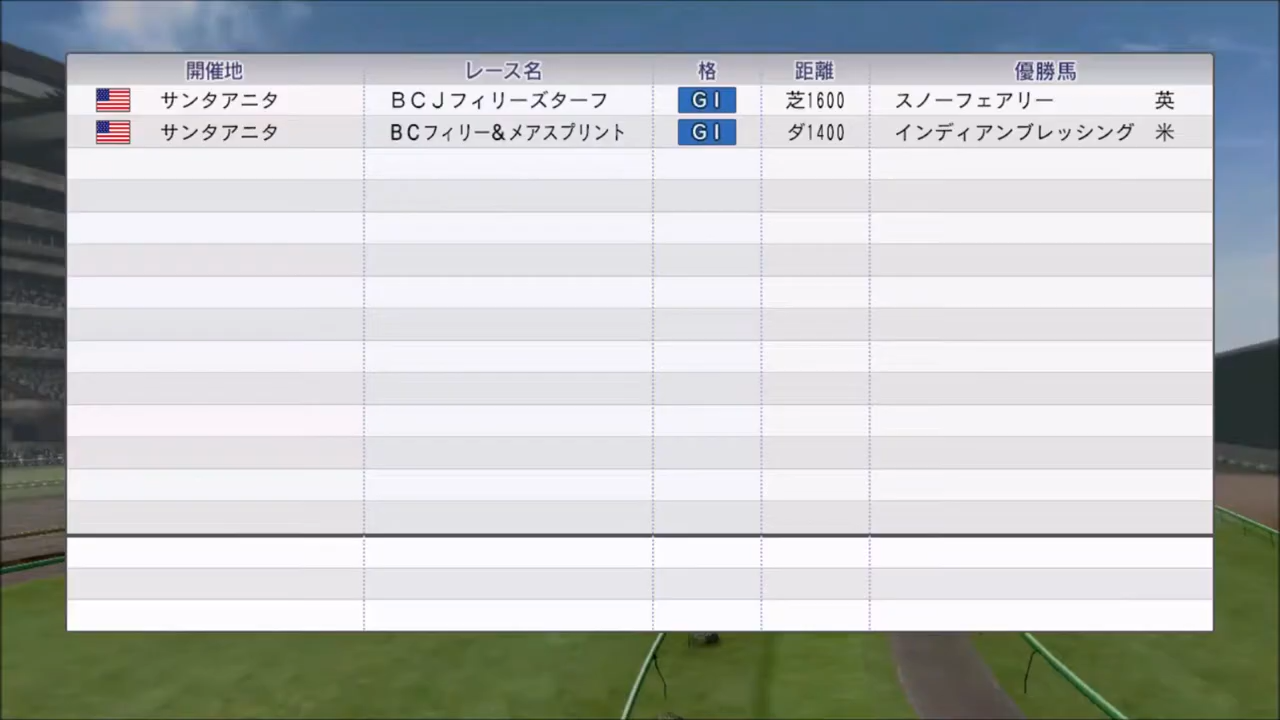 開催地 レース名 格 距離 優勝馬
サンタアニタ ＢＣＪフィリーズターフ GI 芝1600 スノーフェアリー 英
サンタアニタ ＢＣフィリー&メアスプリント GI ダ1400 インディアンブレッシング 米